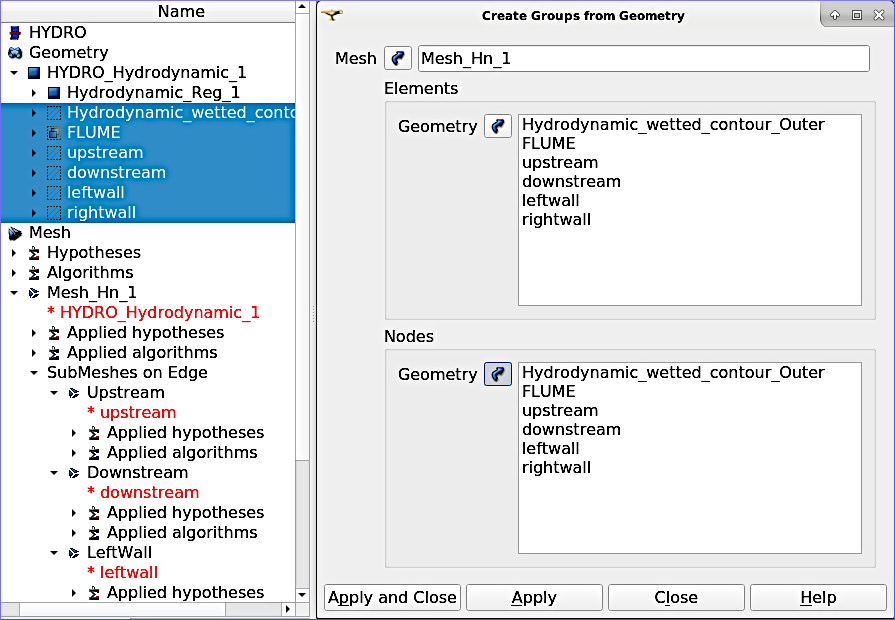 Name
HYDRO
Geometry
HYDRO_Hydrodynamic_1
Hydrodynamic_Reg_1
Hydrodynamic_wetted_conto
FLUME
upstream
downstream
leftwall
rightwall
Mesh
Hypotheses
Algorithms
Mesh_Hn_1
* HYDRO_Hydrodynamic_1
Applied hypotheses
Applied algorithms
SubMeshes on Edge
Upstream
* upstream
Applied hypotheses
Applied algorithms
Downstream
* downstream
Applied hypotheses
Applied algorithms
LeftWall
* leftwall
Applied hypotheses
Create Groups from Geometry
Mesh Mesh_Hn_1
Elements
Geometry
Hydrodynamic_wetted_contour_Outer
FLUME
upstream
downstream
leftwall
rightwall
Nodes
Geometry
Hydrodynamic_wetted_contour_Outer
FLUME
upstream
downstream
leftwall
rightwall
Apply and Close Apply Close Help